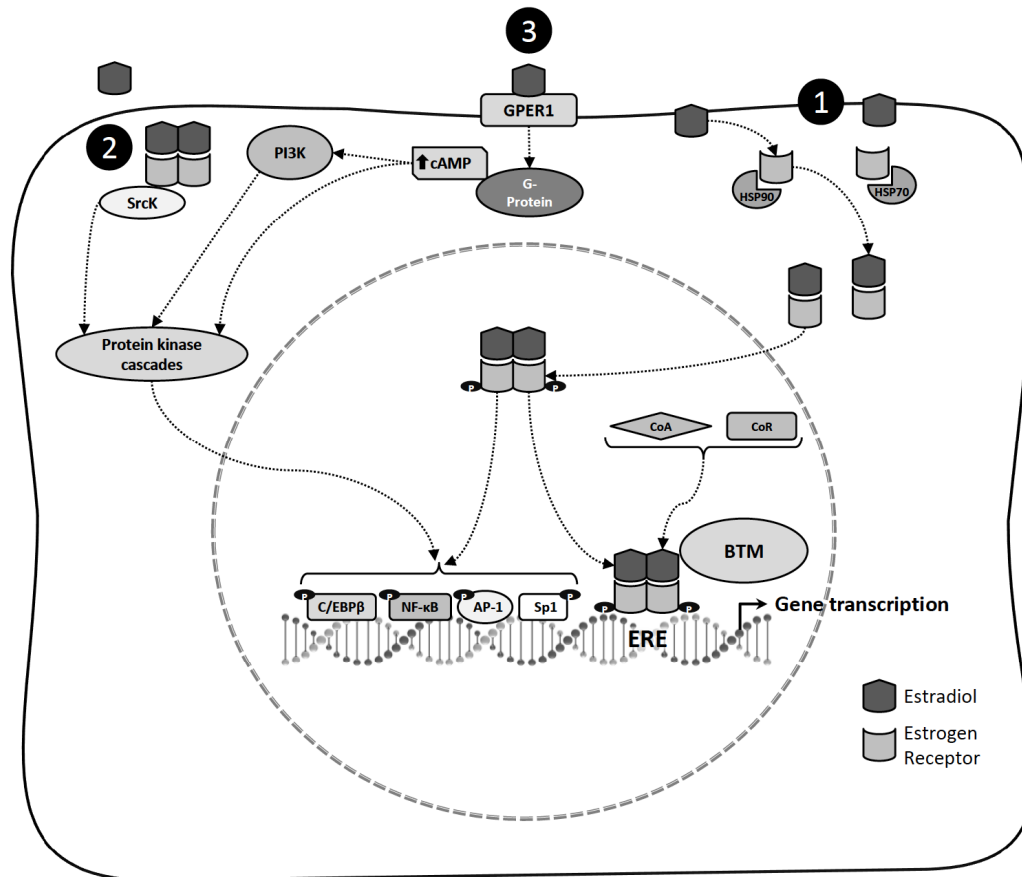 3
GPER1
1
2
PI3K
cAMP
SrcK
G-
Protein
HSP90
HSP70
Protein kinase
cascades
P
P
CoA
CoR
BTM
P
P
P
P
P
P
C/EBPβ
NF-κB
AP-1
Sp1
Gene transcription
ERE
Estradiol
Estrogen
Receptor